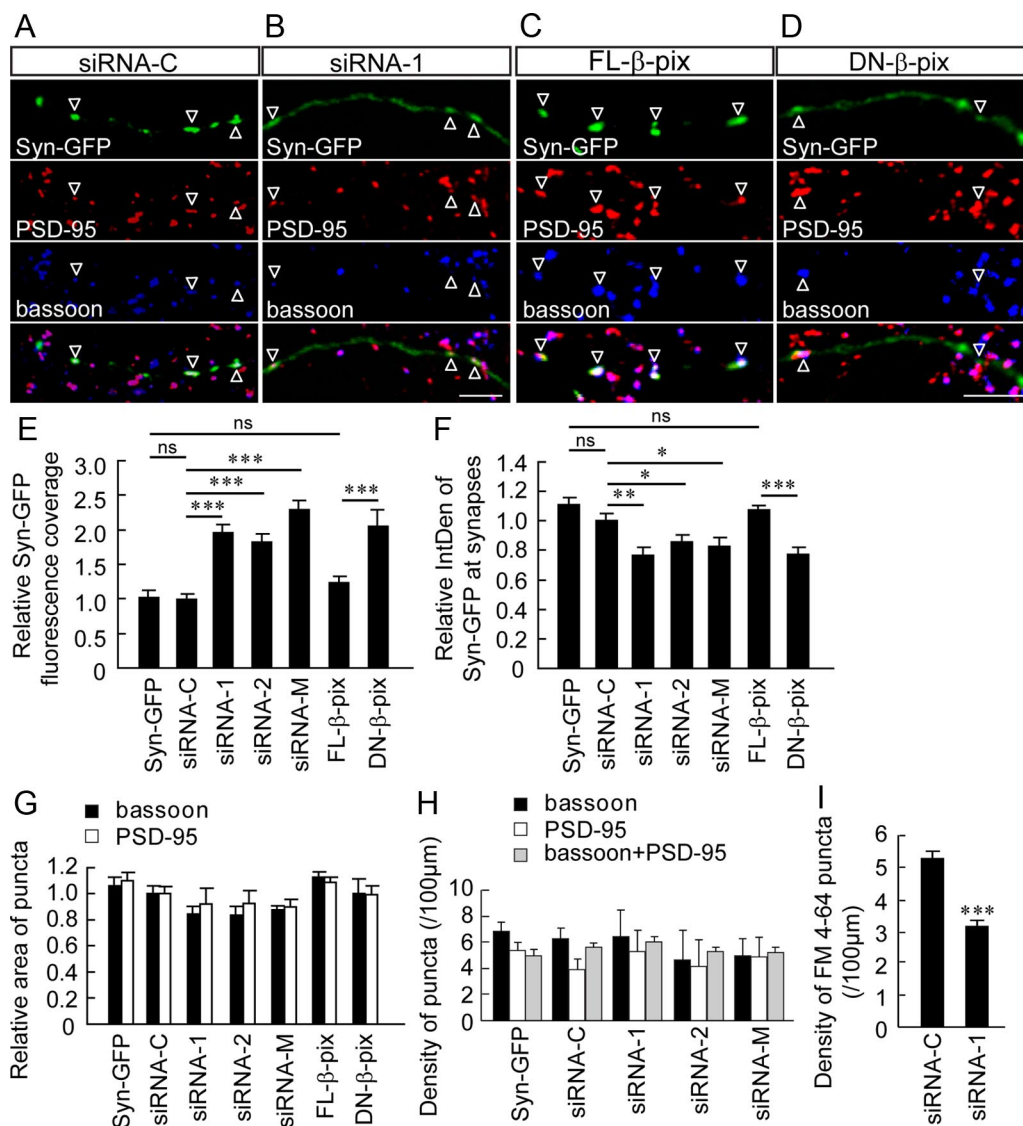 A
B
C
D
siRNA-C
siRNA-1
FL-β-pix
DN-β-pix
Syn-GFP
Syn-GFP
Syn-GFP
Syn-GFP
PSD-95
PSD-95
PSD-95
PSD-95
bassoon
bassoon
bassoon
bassoon
E
Relative Syn-GFP
fluorescence coverage
3.0
2.5
2.0
1.5
1.0
0.5
0
ns
ns
***
***
***
***
Syn-GFP
siRNA-C
siRNA-1
siRNA-2
siRNA-M
FL-β-pix
DN-β-pix
F
Relative IntDen of
Syn-GFP at synapses
1.4
1.2
1.0
0.8
0.6
0.4
0.2
0
ns
ns
*
*
**
***
Syn-GFP
siRNA-C
siRNA-1
siRNA-2
siRNA-M
FL-β-pix
DN-β-pix
G
bassoon
PSD-95
Relative area of puncta
1.2
1.0
0.8
0.6
0.4
0.2
0
Syn-GFP
siRNA-C
siRNA-1
siRNA-2
siRNA-M
FL-β-pix
DN-β-pix
H
bassoon
PSD-95
bassoon+PSD-95
Density of puncta (/100μm)
10
8
6
4
2
0
Syn-GFP
siRNA-C
siRNA-1
siRNA-2
siRNA-M
I
Density of FM 4-64 puncta
(/100μm)
6
5
4
3
2
1
0
***
siRNA-C
siRNA-1